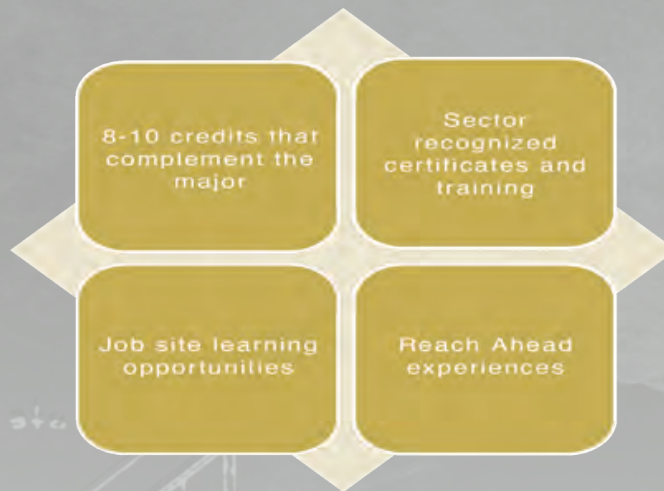 8-10 credits that
complement the
major
Sector
recognized
certificates and
training
Job site learning
opportunities
Reach Ahead
experiences